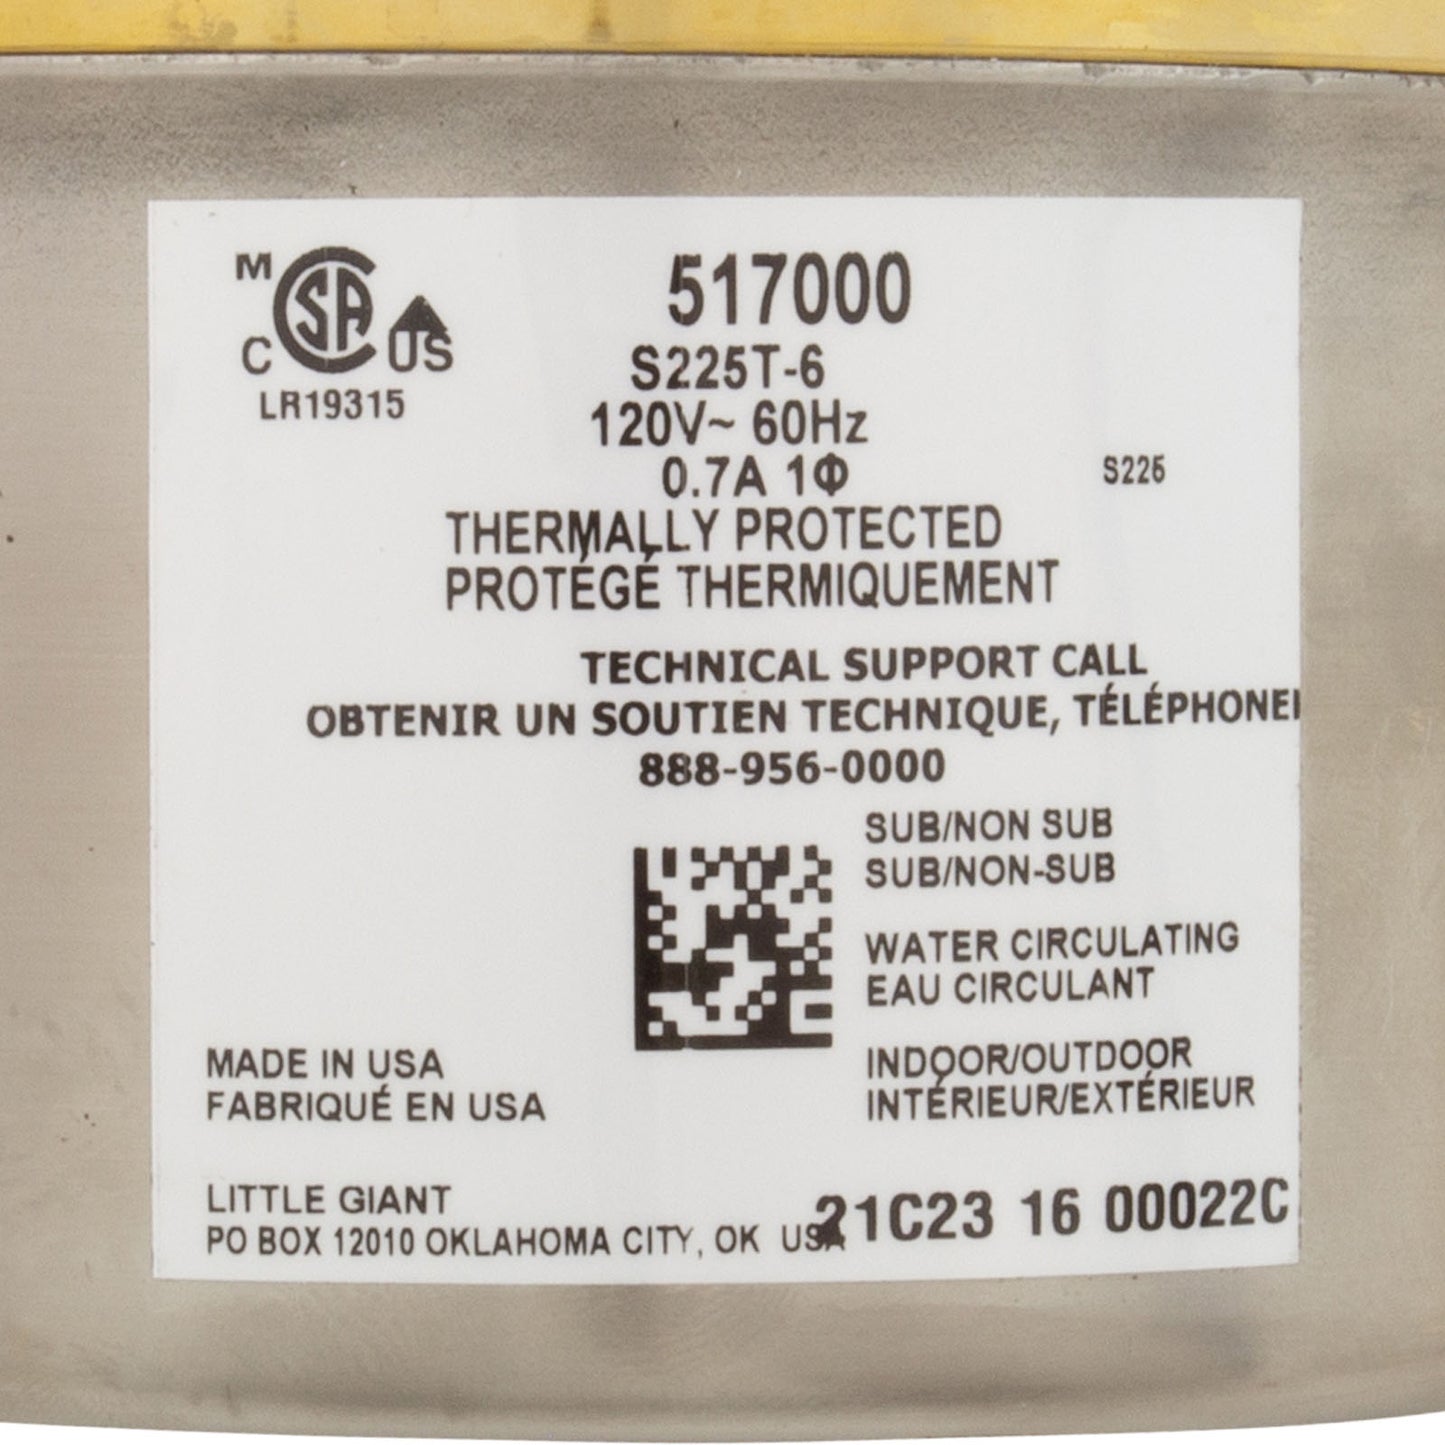 M CSA
C US
LR19315
517000
S225T-6
120V~ 60Hz
0.7A 1Φ
S225
THERMALLY PROTECTED
PROTÉGÉ THERMIQUEMENT
TECHNICAL SUPPORT CALL
OBTENIR UN SOUTIEN TECHNIQUE, TÉLÉPHONE
888-956-0000
SUB/NON SUB
SUB/NON-SUB
WATER CIRCULATING
EAU CIRCULANT
INDOOR/OUTDOOR
INTÉRIEUR/EXTÉRIEUR
MADE IN USA
FABRIQUÉ EN USA
LITTLE GIANT
PO BOX 12010 OKLAHOMA CITY, OK USA
21C23 16 00022C